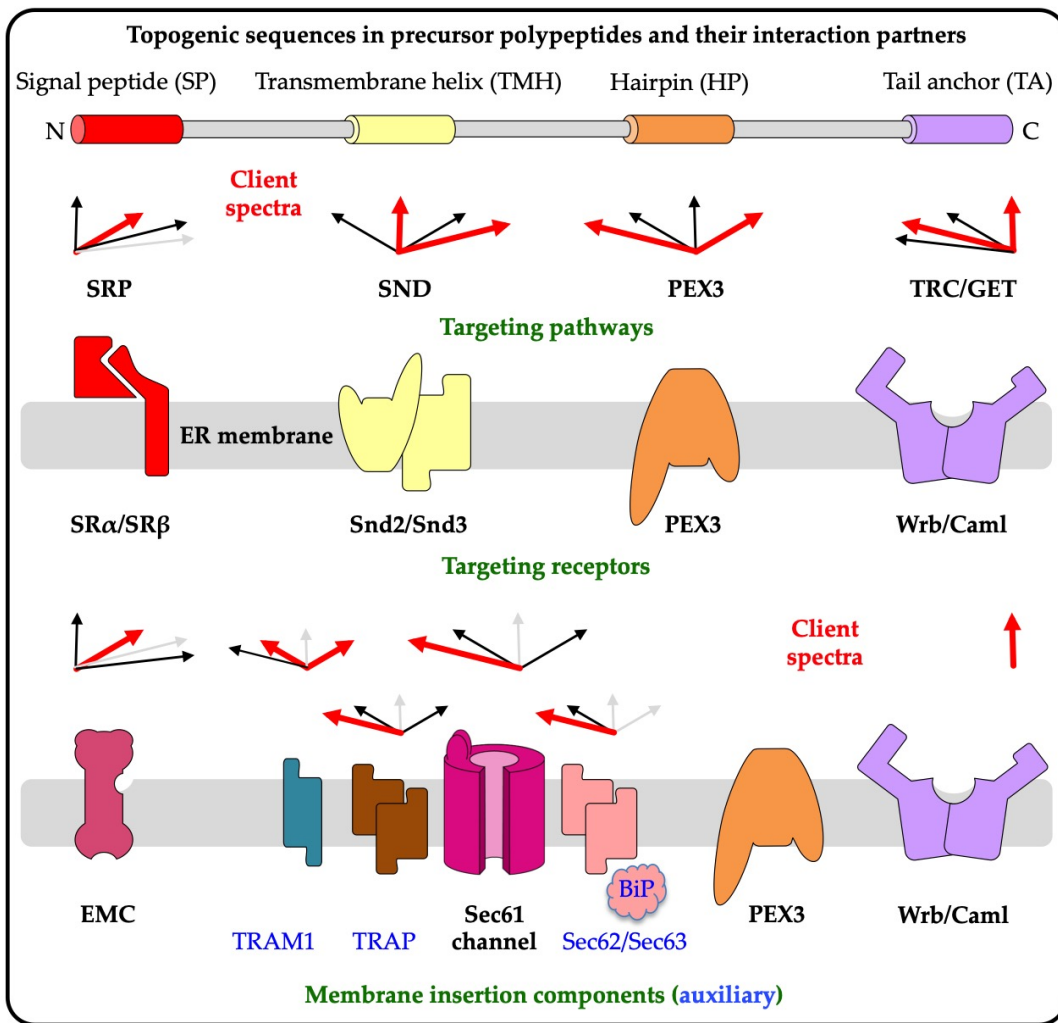 Topogenic sequences in precursor polypeptides and their interaction partners
Signal peptide (SP) Transmembrane helix (TMH) Hairpin (HP) Tail anchor (TA)
N C
Client
spectra
SRP SND PEX3 TRC/GET
Targeting pathways
ER membrane
SRα/SRβ Snd2/Snd3 PEX3 Wrb/Caml
Targeting receptors
Client
spectra
BiP
EMC Sec61 PEX3 Wrb/Caml
TRAM1 TRAP channel Sec62/Sec63
Membrane insertion components (auxiliary)